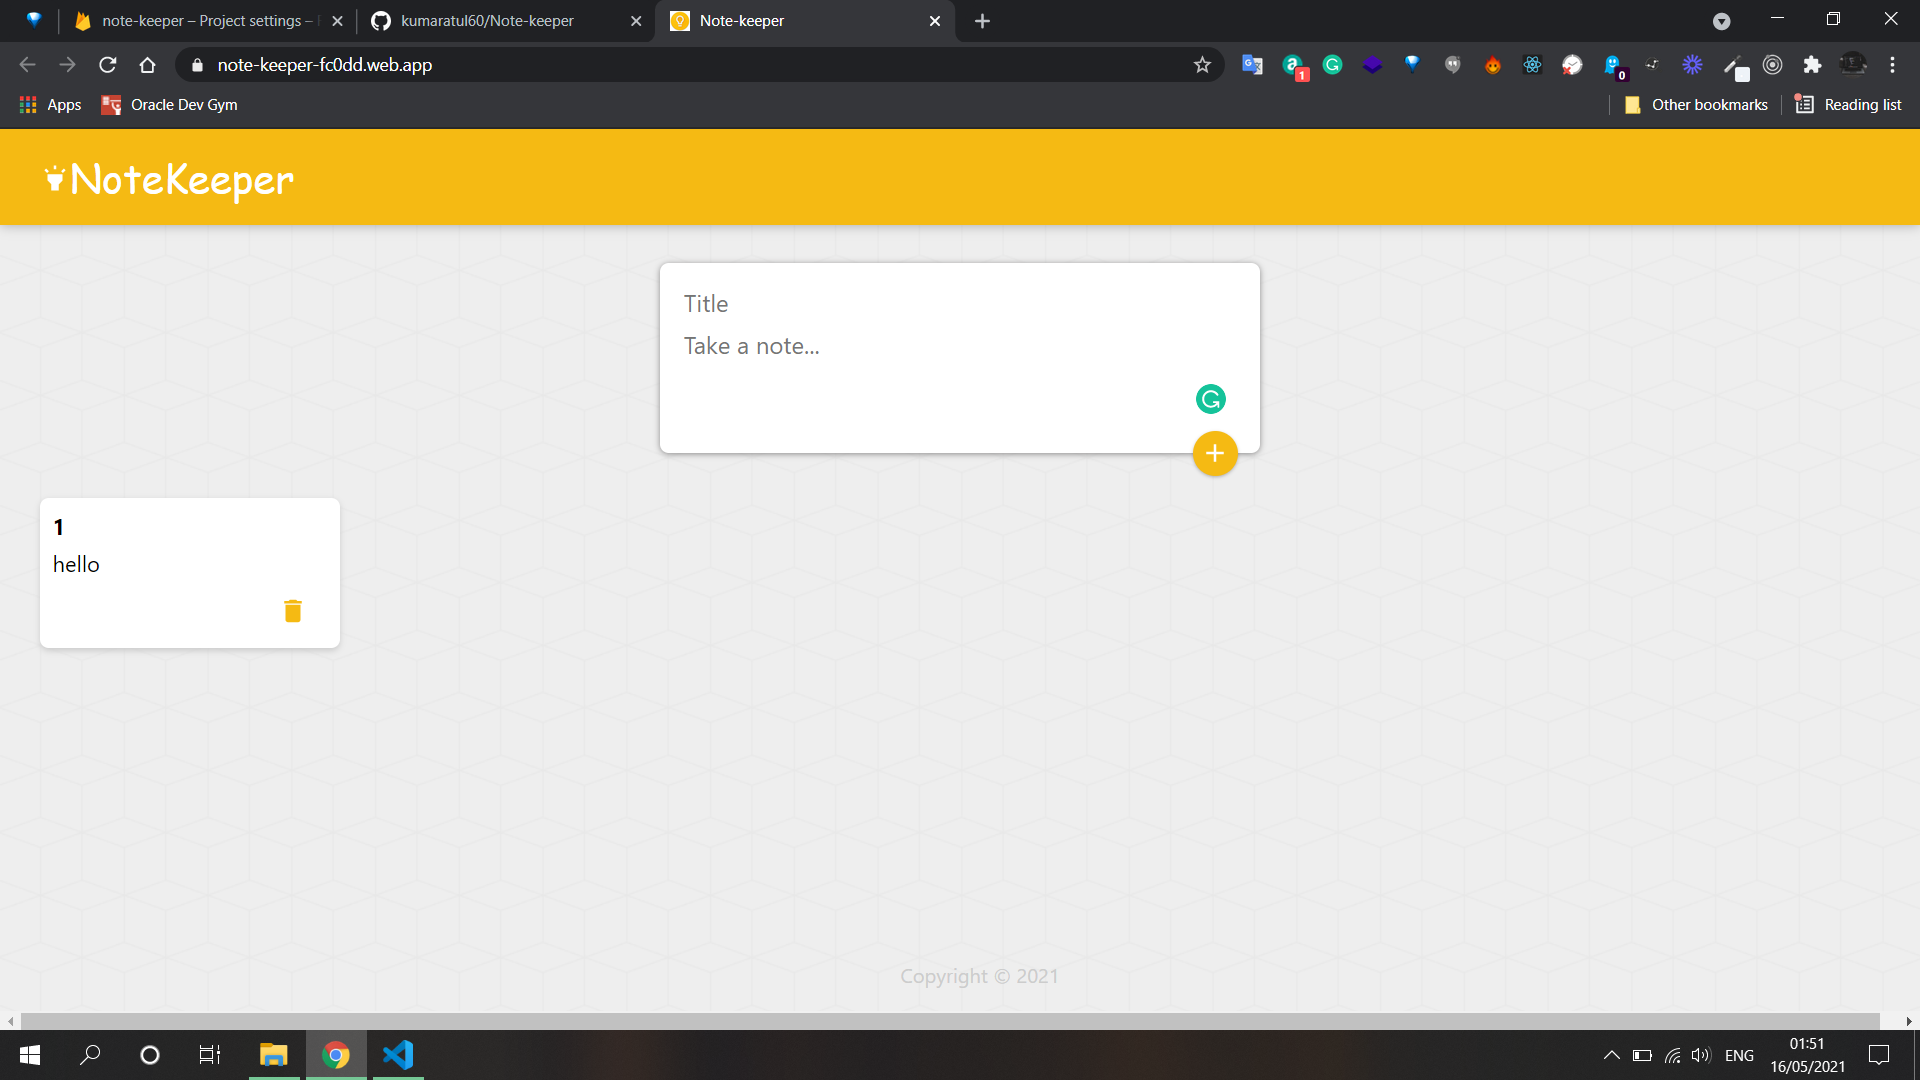 note-keeper – Project settings –
kumaratul60/Note-keeper
Note-keeper
note-keeper-fc0dd.web.app
1
0
Apps
Oracle Dev Gym
Other bookmarks
Reading list
NoteKeeper
Title
Take a note...
1
hello
Copyright © 2021
ENG
01:51
16/05/2021